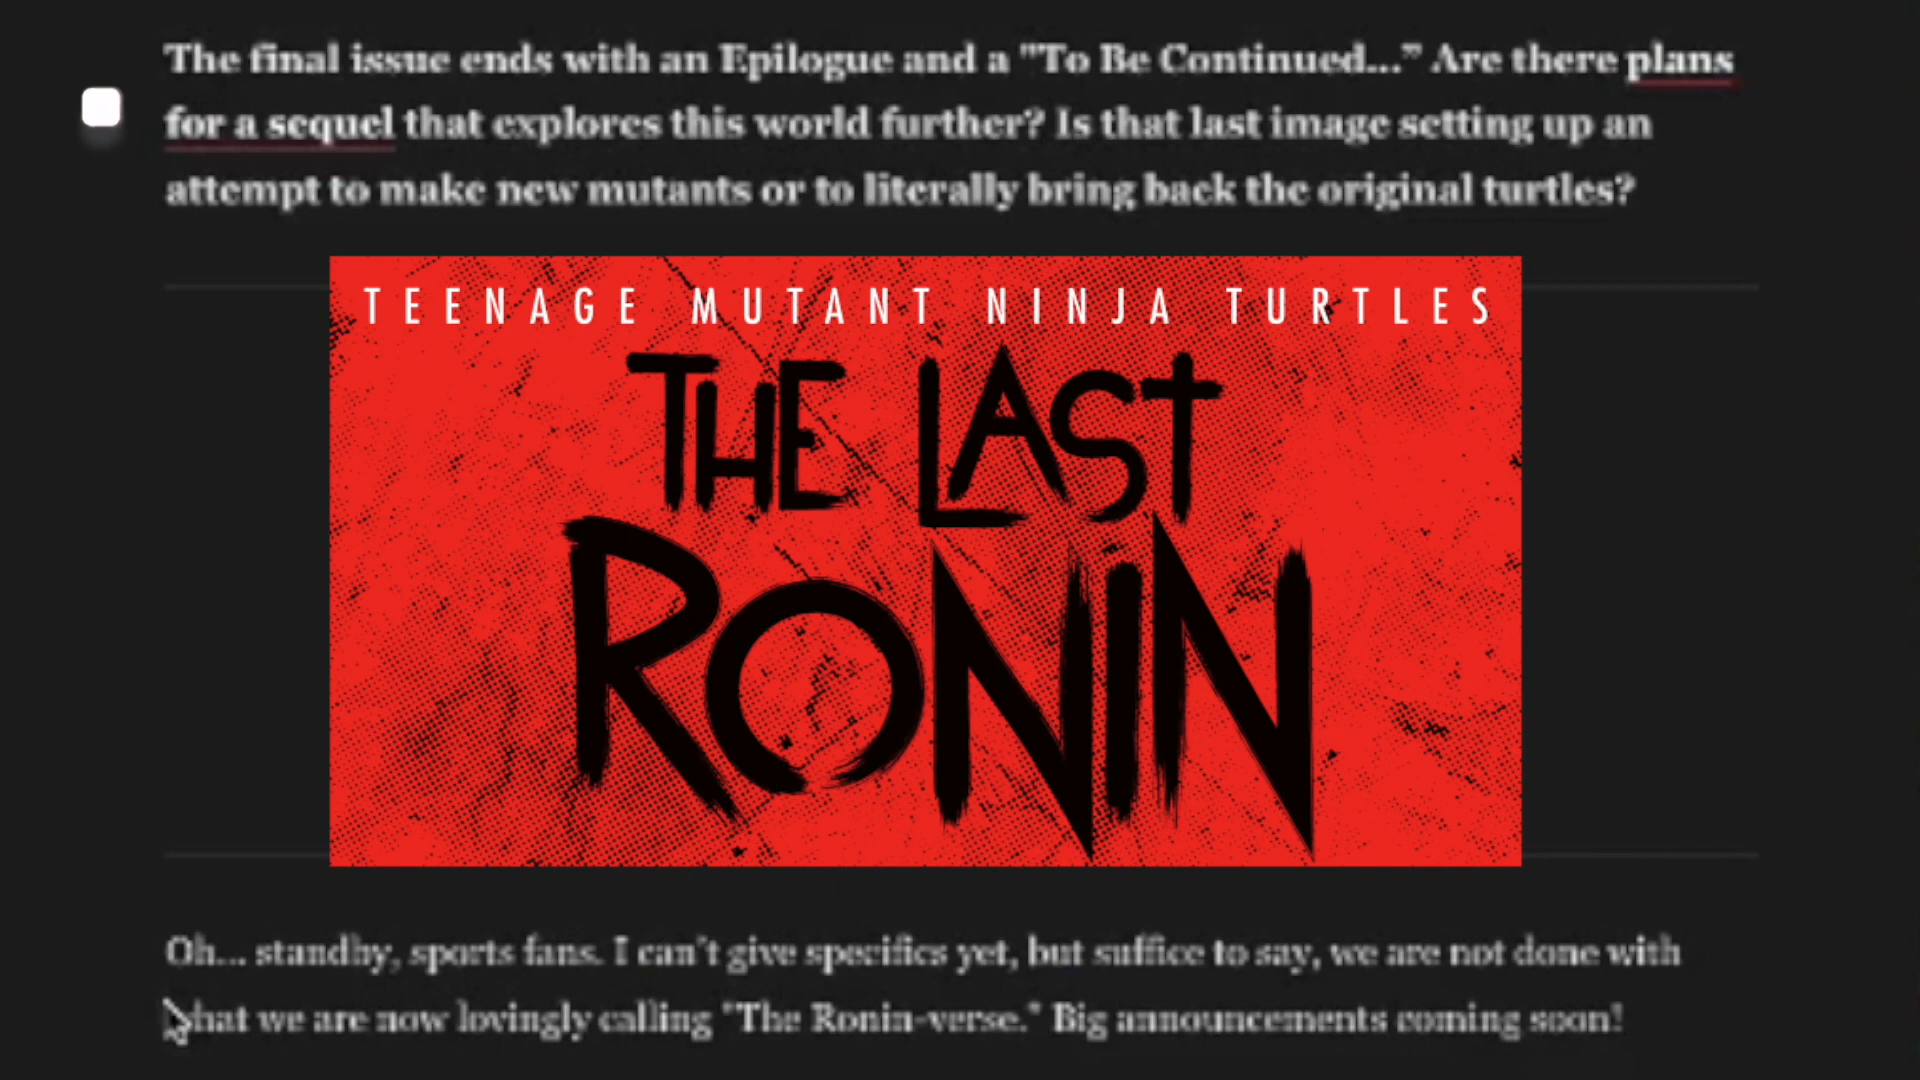 The final issue ends with an Epilogue and a "To Be Continued...” Are there plans
for a sequel that explores this world further? Is that last image setting up an
attempt to make new mutants or to literally bring back the original turtles?
TEENAGE MUTANT NINJA TURTLES
THE LAST
RONIN
Oh... standby, sports fans. I can't give specifics yet, but suffice to say, we are not done with
what we are now lovingly calling "The Ronin-verse." Big announcements coming soon!